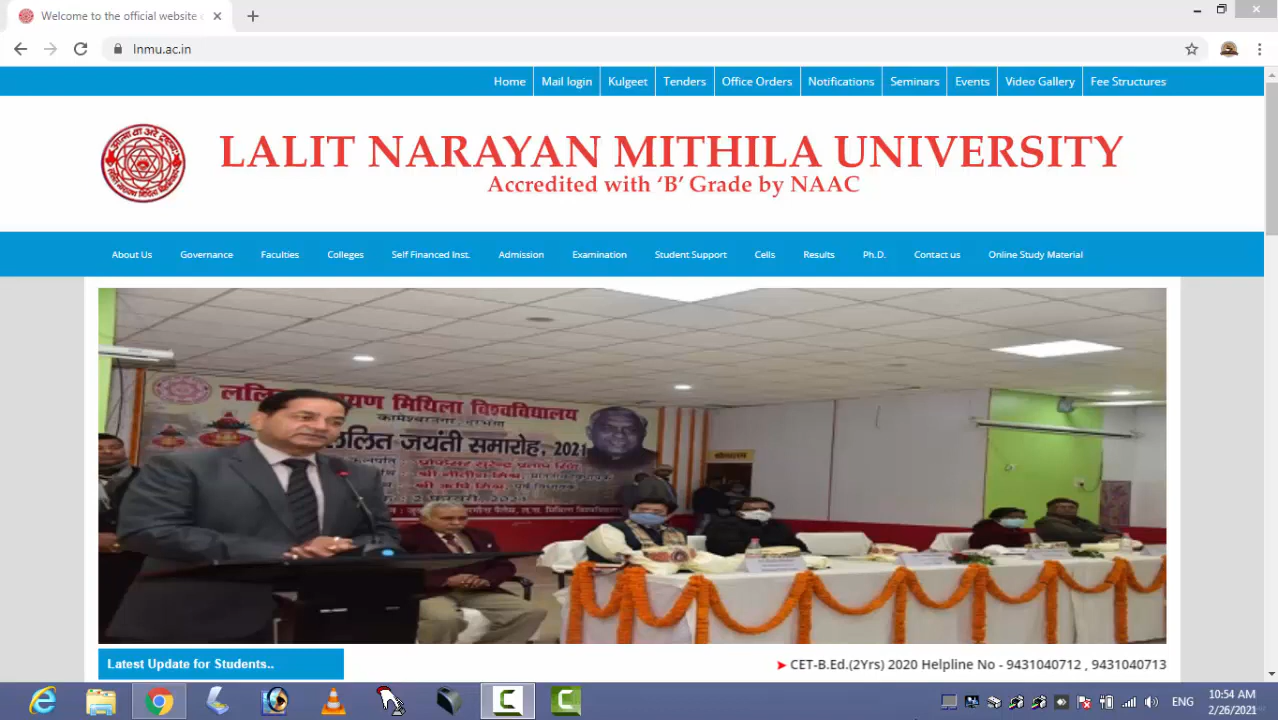 Welcome to the official website
lnmu.ac.in
Home Mail login Kulgeet Tenders Office Orders Notifications Seminars Events Video Gallery Fee Structures
LALIT NARAYAN MITHILA UNIVERSITY
Accredited with ‘B’ Grade by NAAC
About Us Governance Faculties Colleges Self Financed Inst. Admission Examination Student Support Cells Results Ph.D. Contact us Online Study Material
मिथिला विश्वविद्यालय
ललित जयंती समारोह, 2021
Latest Update for Students..
➤ CET-B.Ed.(2Yrs) 2020 Helpline No - 9431040712 , 9431040713
ENG
10:54 AM
2/26/2021